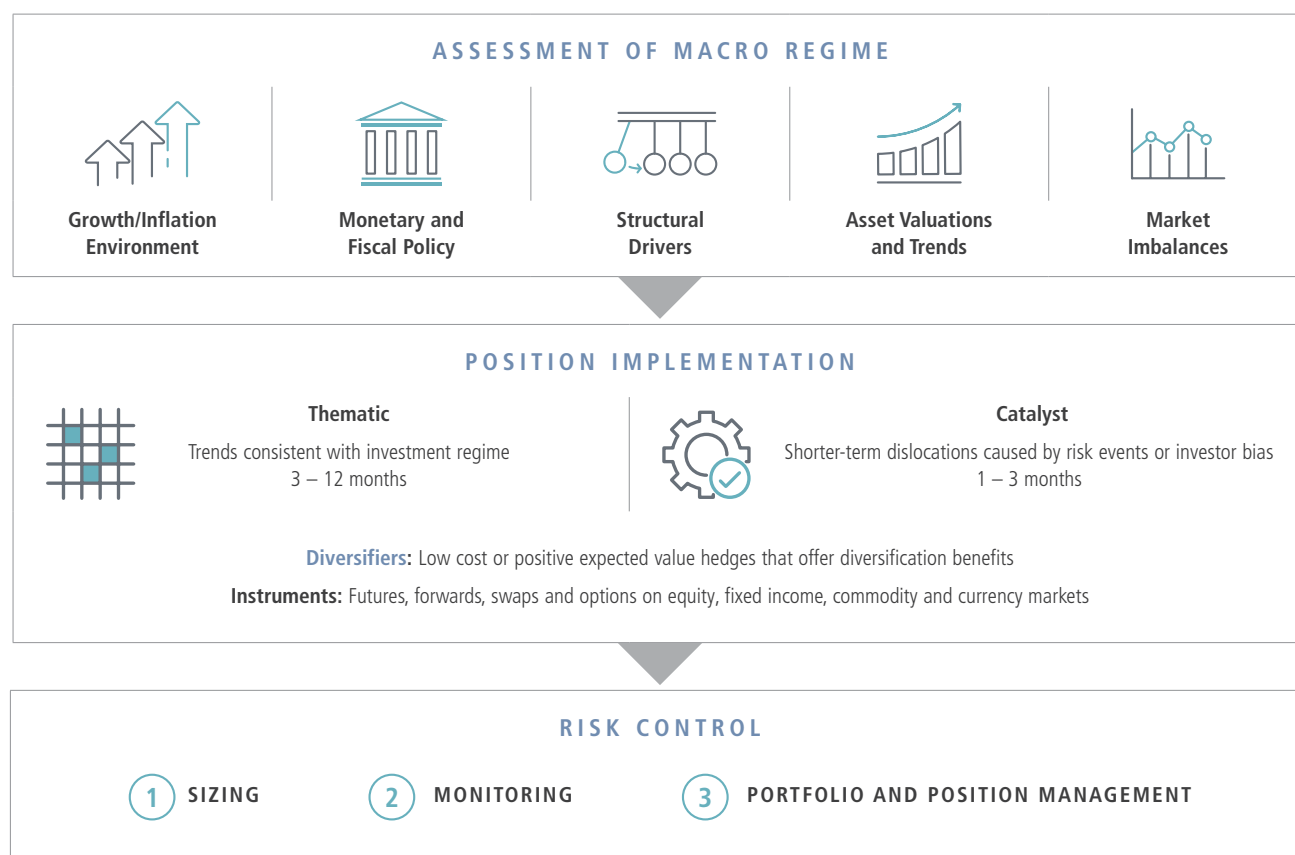 ASSESSMENT OF MACRO REGIME
Growth/Inflation
Environment
Monetary and
Fiscal Policy
Structural
Drivers
Asset Valuations
and Trends
Market
Imbalances
POSITION IMPLEMENTATION
Thematic
Trends consistent with investment regime
3 – 12 months
Catalyst
Shorter-term dislocations caused by risk events or investor bias
1 – 3 months
Diversifiers: Low cost or positive expected value hedges that offer diversification benefits
Instruments: Futures, forwards, swaps and options on equity, fixed income, commodity and currency markets
RISK CONTROL
1 SIZING
2 MONITORING
3 PORTFOLIO AND POSITION MANAGEMENT